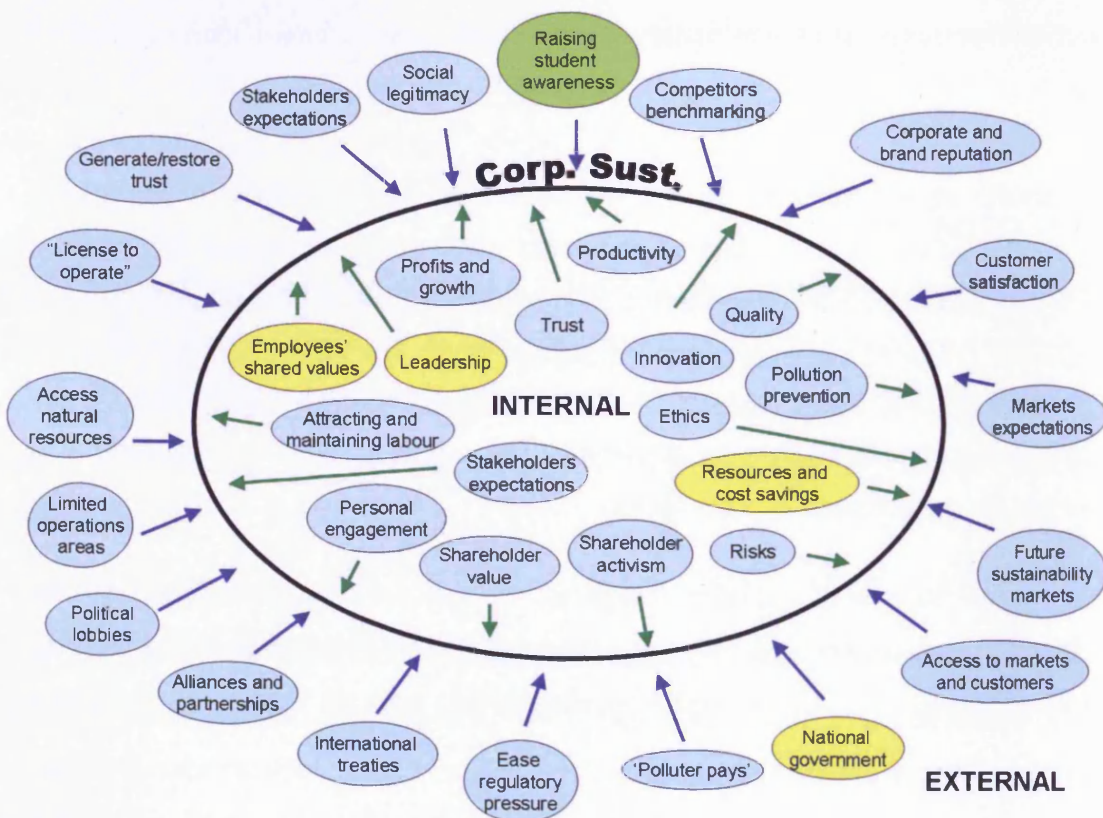 Raising
student
awareness
Social
legitimacy
Stakeholders
expectations
Competitors
benchmarking
Corporate and
brand reputation
Generate/restore
trust
Corp. Sust.
"License to
operate"
Profits and
growth
Productivity
Customer
satisfaction
Trust
Quality
Employees'
shared values
Leadership
Innovation
Pollution
prevention
Access
natural
resources
Attracting and
maintaining labour
INTERNAL
Ethics
Markets
expectations
Stakeholders
expectations
Resources and
cost savings
Limited
operations
areas
Personal
engagement
Shareholder
value
Shareholder
activism
Risks
Future
sustainability
markets
Political
lobbies
Alliances and
partnerships
Access to markets
and customers
International
treaties
Ease
regulatory
pressure
'Polluter pays'
National
government
EXTERNAL